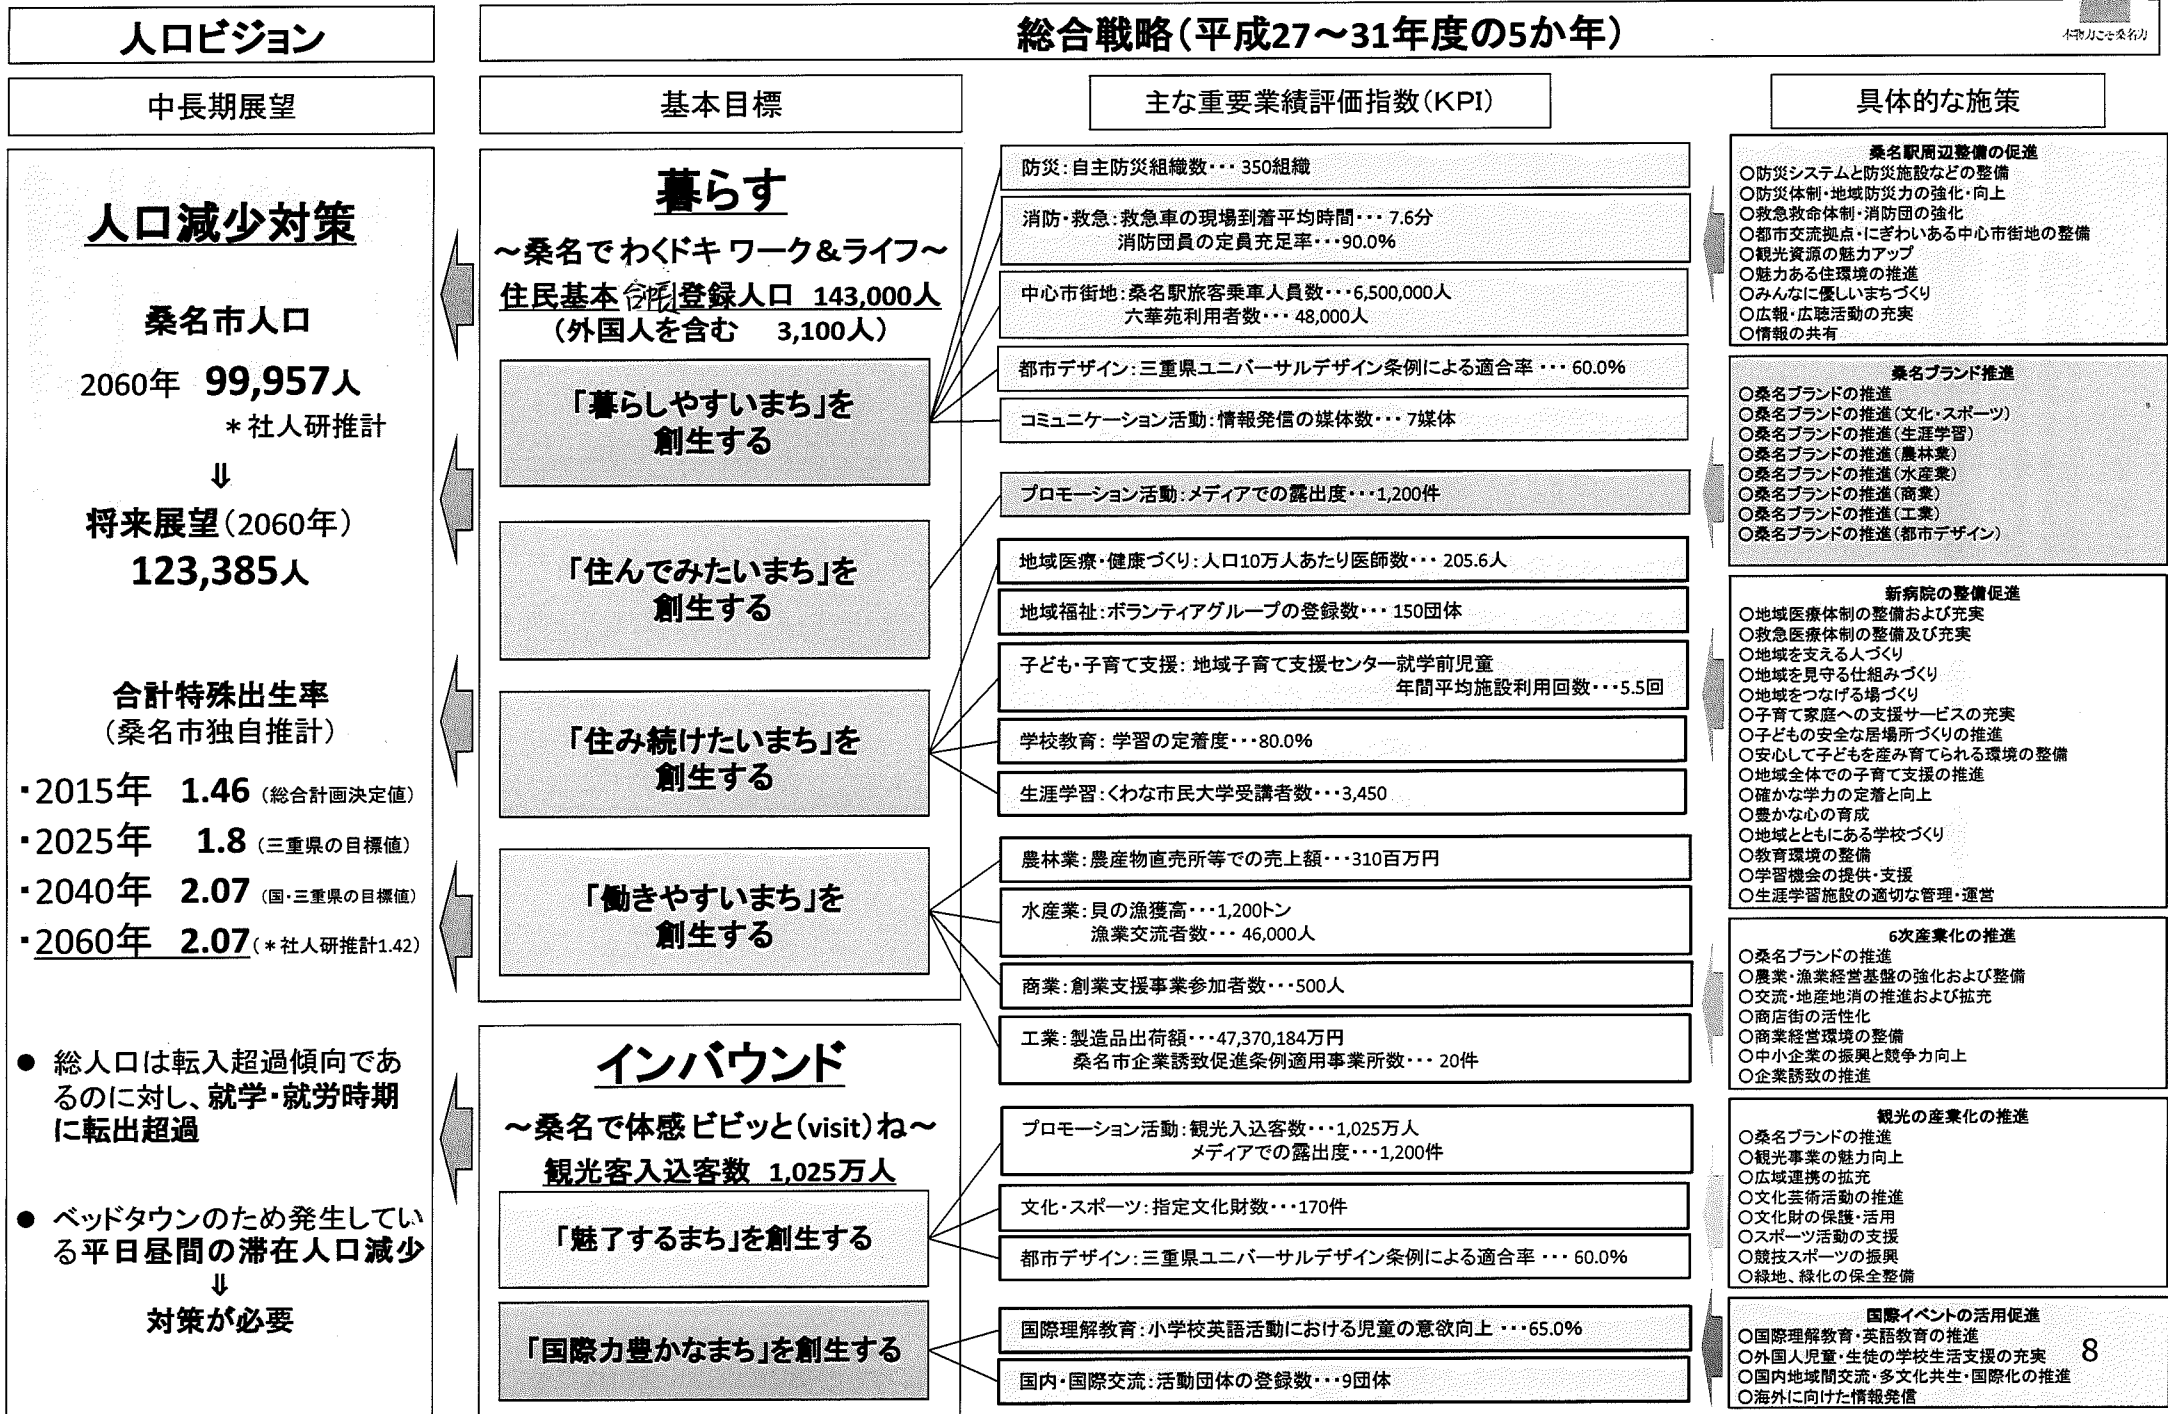 人口ビジョン
総合戦略(平成27～31年度の5か年)
本物力こそ桑名力
中長期展望
基本目標
主な重要業績評価指数(KPI)
具体的な施策
人口減少対策
桑名市人口
2060年 99,957人
*社人研推計
⇓
将来展望(2060年)
123,385人
合計特殊出生率
(桑名市独自推計)
・2015年 1.46 (総合計画決定値)
・2025年 1.8 (三重県の目標値)
・2040年 2.07 (国・三重県の目標値)
・2060年 2.07(*社人研推計1.42)
● 総人口は転入超過傾向であ
るのに対し、就学・就労時期
に転出超過
● ベッドタウンのため発生してい
る平日昼間の滞在人口減少
⇓
対策が必要
暮らす
～桑名でわくドキ ワーク&ライフ～
住民基本台帳登録人口 143,000人
(外国人を含む 3,100人)
「暮らしやすいまち」を
創生する
「住んでみたいまち」を
創生する
「住み続けたいまち」を
創生する
「働きやすいまち」を
創生する
インバウンド
～桑名で体感 ビビッと(visit)ね～
観光客入込客数 1,025万人
「魅了するまち」を創生する
「国際力豊かなまち」を創生する
防災:自主防災組織数・・・ 350組織
消防・救急:救急車の現場到着平均時間・・・ 7.6分
消防団員の定員充足率・・・90.0%
中心市街地:桑名駅旅客乗車人員数・・・6,500,000人
六華苑利用者数・・・ 48,000人
都市デザイン:三重県ユニバーサルデザイン条例による適合率 ・・・ 60.0%
コミュニケーション活動:情報発信の媒体数・・・ 7媒体
プロモーション活動:メディアでの露出度・・・1,200件
地域医療・健康づくり:人口10万人あたり医師数・・・ 205.6人
地域福祉:ボランティアグループの登録数・・・ 150団体
子ども・子育て支援: 地域子育て支援センター就学前児童
年間平均施設利用回数・・・5.5回
学校教育: 学習の定着度・・・80.0%
生涯学習:くわな市民大学受講者数・・・3,450
農林業:農産物直売所等での売上額・・・310百万円
水産業:貝の漁獲高・・・1,200トン
漁業交流者数・・・ 46,000人
商業:創業支援事業参加者数・・・500人
工業:製造品出荷額・・・47,370,184万円
桑名市企業誘致促進条例適用事業所数・・・ 20件
プロモーション活動:観光入込客数・・・1,025万人
メディアでの露出度・・・1,200件
文化・スポーツ:指定文化財数・・・170件
都市デザイン:三重県ユニバーサルデザイン条例による適合率 ・・・ 60.0%
国際理解教育:小学校英語活動における児童の意欲向上 ・・・65.0%
国内・国際交流:活動団体の登録数・・・9団体
桑名駅周辺整備の促進
○防災システムと防災施設などの整備
○防災体制・地域防災力の強化・向上
○救急救命体制・消防団の強化
○都市交流拠点・にぎわいある中心市街地の整備
○観光資源の魅力アップ
○魅力ある住環境の推進
○みんなに優しいまちづくり
○広報・広聴活動の充実
○情報の共有
桑名ブランド推進
○桑名ブランドの推進
○桑名ブランドの推進(文化・スポーツ)
○桑名ブランドの推進(生涯学習)
○桑名ブランドの推進(農林業)
○桑名ブランドの推進(水産業)
○桑名ブランドの推進(商業)
○桑名ブランドの推進(工業)
○桑名ブランドの推進(都市デザイン)
新病院の整備促進
○地域医療体制の整備および充実
○救急医療体制の整備及び充実
○地域を支える人づくり
○地域を見守る仕組みづくり
○地域をつなげる場づくり
○子育て家庭への支援サービスの充実
○子どもの安全な居場所づくりの推進
○安心して子どもを産み育てられる環境の整備
○地域全体での子育て支援の推進
○確かな学力の定着と向上
○豊かな心の育成
○地域とともにある学校づくり
○教育環境の整備
○学習機会の提供・支援
○生涯学習施設の適切な管理・運営
6次産業化の推進
○桑名ブランドの推進
○農業・漁業経営基盤の強化および整備
○交流・地産地消の推進および拡充
○商店街の活性化
○商業経営環境の整備
○中小企業の振興と競争力向上
○企業誘致の推進
観光の産業化の推進
○桑名ブランドの推進
○観光事業の魅力向上
○広域連携の拡充
○文化芸術活動の推進
○文化財の保護・活用
○スポーツ活動の支援
○競技スポーツの振興
○緑地、緑化の保全整備
国際イベントの活用促進
○国際理解教育・英語教育の推進
○外国人児童・生徒の学校生活支援の充実
○国内地域間交流・多文化共生・国際化の推進
○海外に向けた情報発信
8